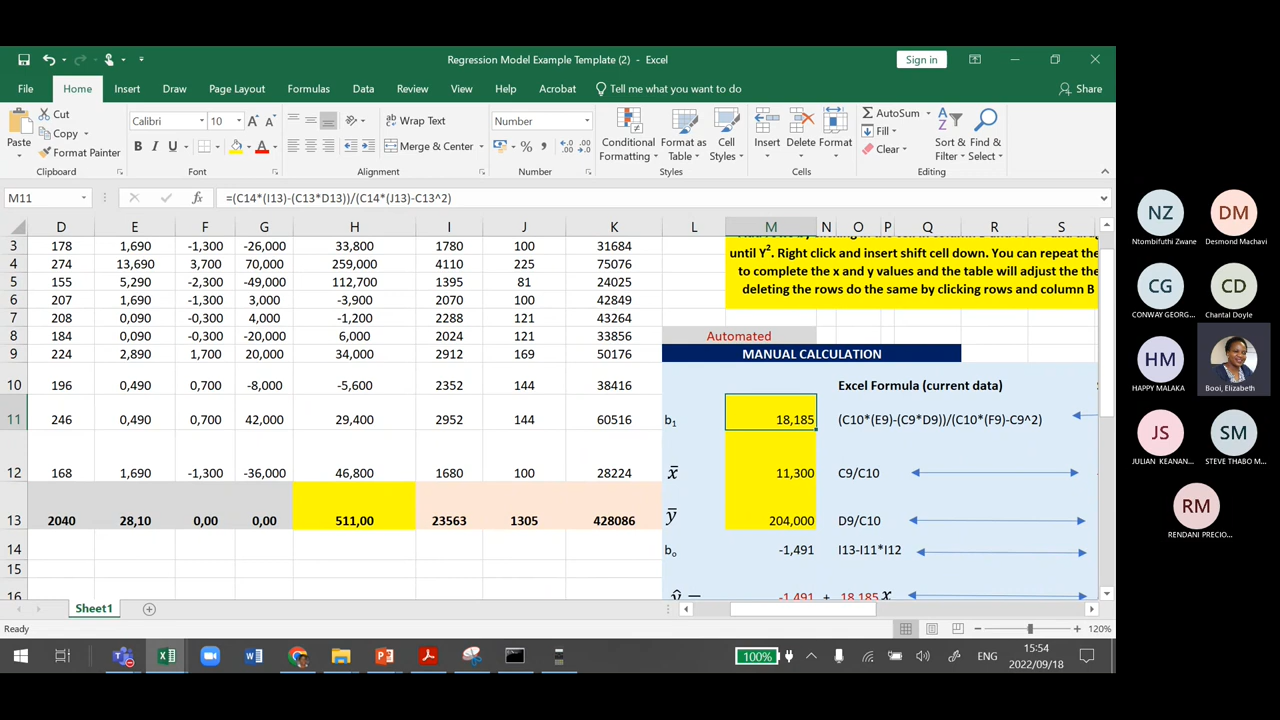 Regression Model Example Template (2) - Excel
Sign in
File Home Insert Draw Page Layout Formulas Data Review View Help Acrobat Tell me what you want to do Share
Paste
Cut
Copy
Format Painter
Clipboard
Calibri 10
B I U
Font
Wrap Text
Merge & Center
Alignment
Number
Number
Conditional Formatting
Format as Table
Cell Styles
Styles
Insert Delete Format
Cells
AutoSum
Fill
Clear
Sort & Filter
Find & Select
Editing
M11 fx =(C14*(I13)-(C13*D13))/(C14*(J13)-C13^2)
D E F G H I J K L M N O P Q R S
3 178 1,690 -1,300 -26,000 33,800 1780 100 31684
4 274 13,690 3,700 70,000 259,000 4110 225 75076
5 155 5,290 -2,300 -49,000 112,700 1395 81 24025
6 207 1,690 -1,300 3,000 -3,900 2070 100 42849
7 208 0,090 -0,300 4,000 -1,200 2288 121 43264
8 184 0,090 -0,300 -20,000 6,000 2024 121 33856
9 224 2,890 1,700 20,000 34,000 2912 169 50176
10 196 0,490 0,700 -8,000 -5,600 2352 144 38416
11 246 0,490 0,700 42,000 29,400 2952 144 60516
12 168 1,690 -1,300 -36,000 46,800 1680 100 28224
13 2040 28,10 0,00 0,00 511,00 23563 1305 428086
14
15
16
until Y². Right click and insert shift cell down. You can repeat the
to complete the x and y values and the table will adjust the the
deleting the rows do the same by clicking rows and column B
Automated
MANUAL CALCULATION
Excel Formula (current data)
b₁ 18,185 (C10*(E9)-(C9*D9))/(C10*(F9)-C9^2)
x̄ 11,300 C9/C10
ȳ 204,000 D9/C10
b₀ -1,491 I13-I11*I12
ŷ = -1,491 + 18,185 x
Sheet1
Ready
120%
100%
ENG
15:54
2022/09/18
NZ
Ntombifuthi Zwane
DM
Desmond Machavi
CG
CONWAY GEORG...
CD
Chantal Doyle
HM
HAPPY MALAKA
Booi, Elizabeth
JS
JULIAN KEANAN...
SM
STEVE THABO M...
RM
RENDANI PRECIO...